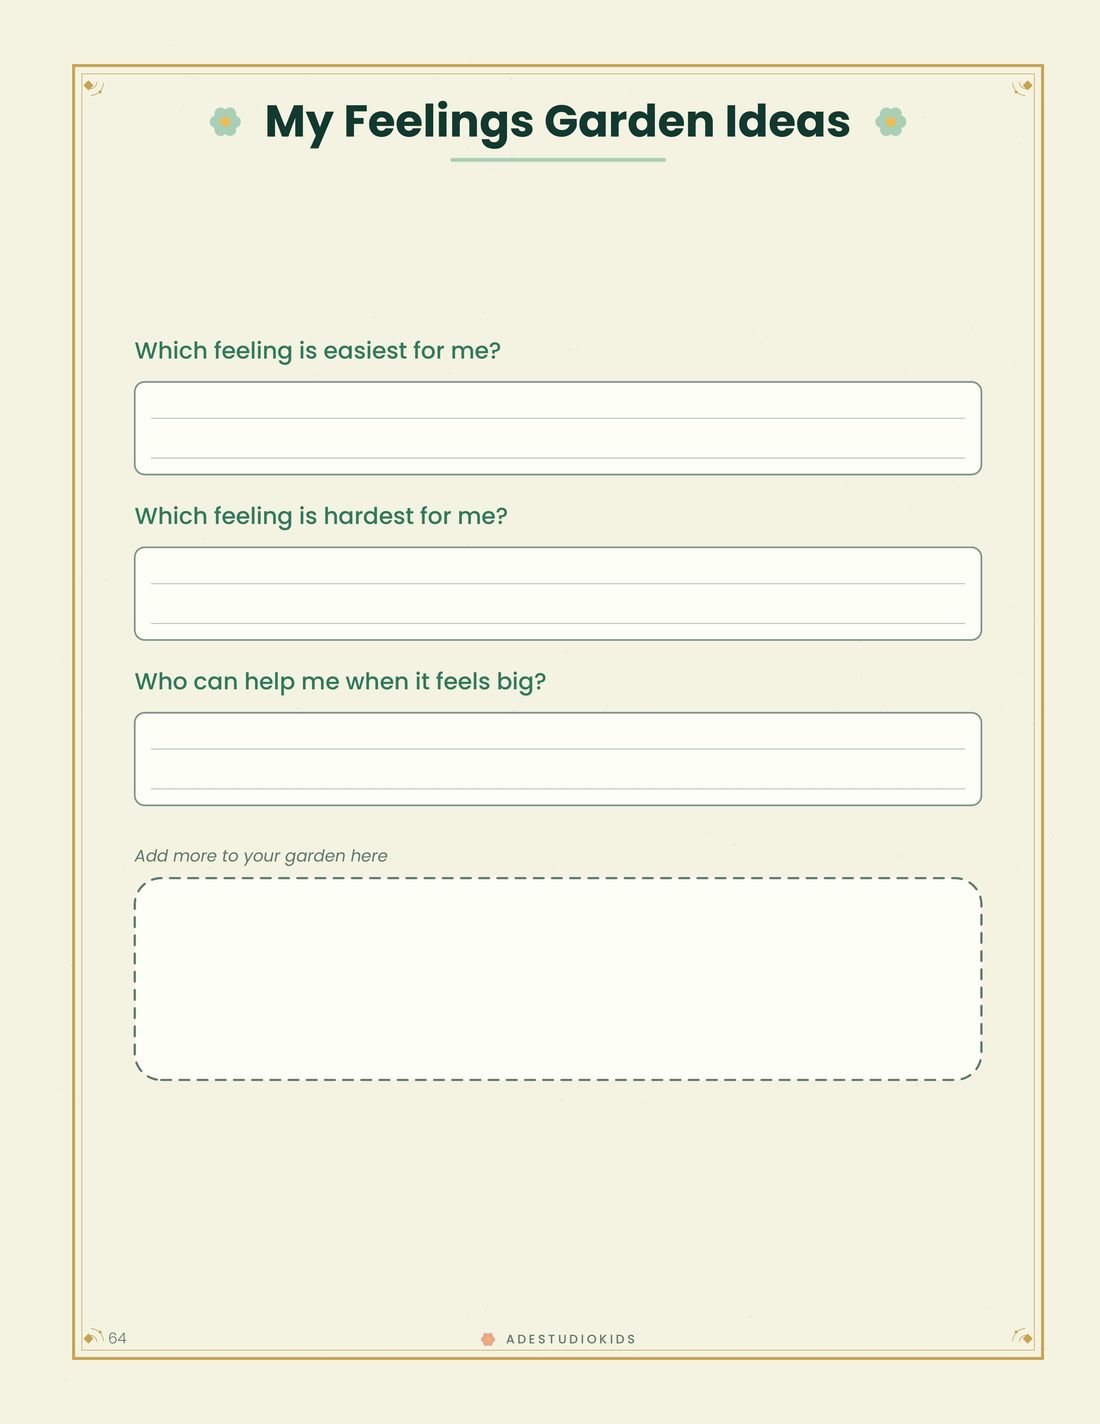 My Feelings Garden Ideas
Which feeling is easiest for me?
Which feeling is hardest for me?
Who can help me when it feels big?
Add more to your garden here
64
ADESTUDIOKIDS